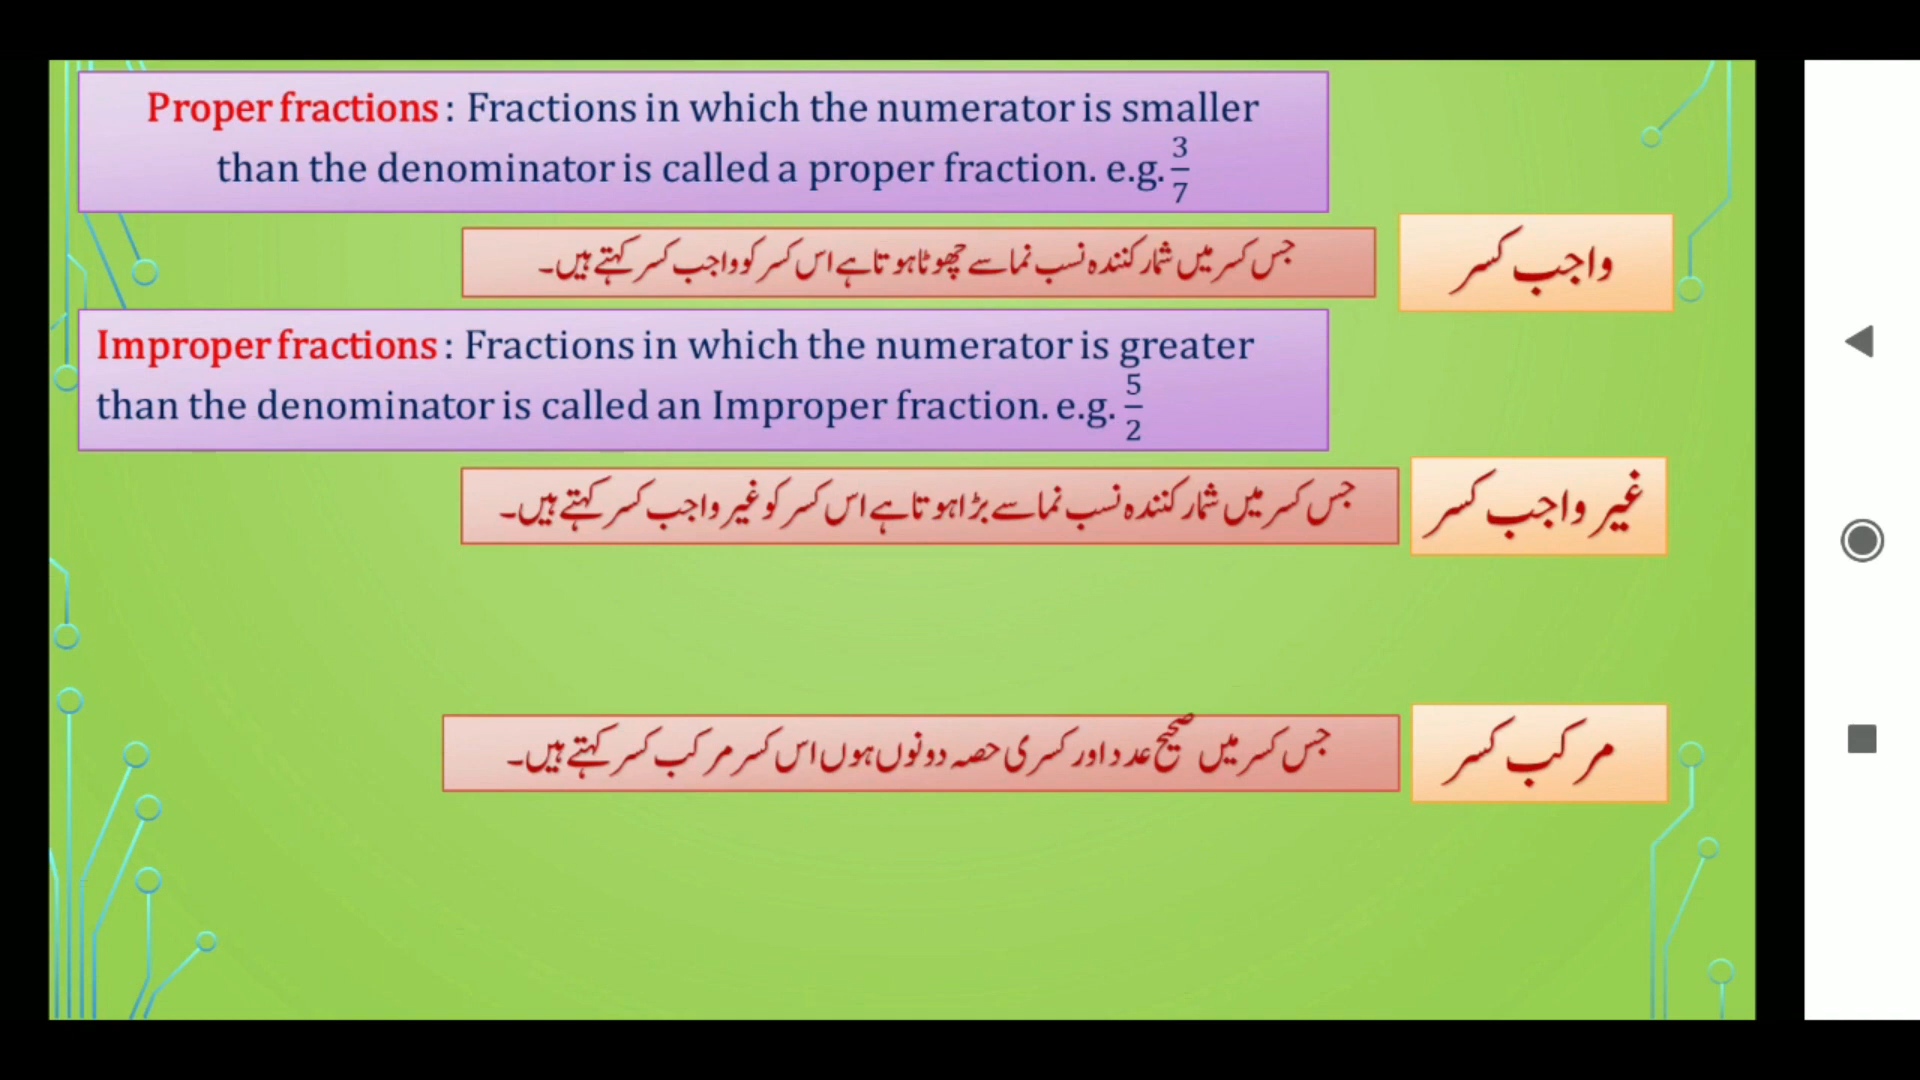 Proper fractions : Fractions in which the numerator is smaller
than the denominator is called a proper fraction. e.g. 3/7
واجب کسر
جس کسر میں شمار کنندہ نسب نما سے چھوٹا ہوتا ہے اس کسر کو واجب کسر کہتے ہیں۔
Improper fractions : Fractions in which the numerator is greater
than the denominator is called an Improper fraction. e.g. 5/2
غیر واجب کسر
جس کسر میں شمار کنندہ نسب نما سے بڑا ہوتا ہے اس کسر کو غیر واجب کسر کہتے ہیں۔
مرکب کسر
جس کسر میں صحیح عدد اور کسری حصہ دونوں ہوں اس کسر مرکب کسر کہتے ہیں۔